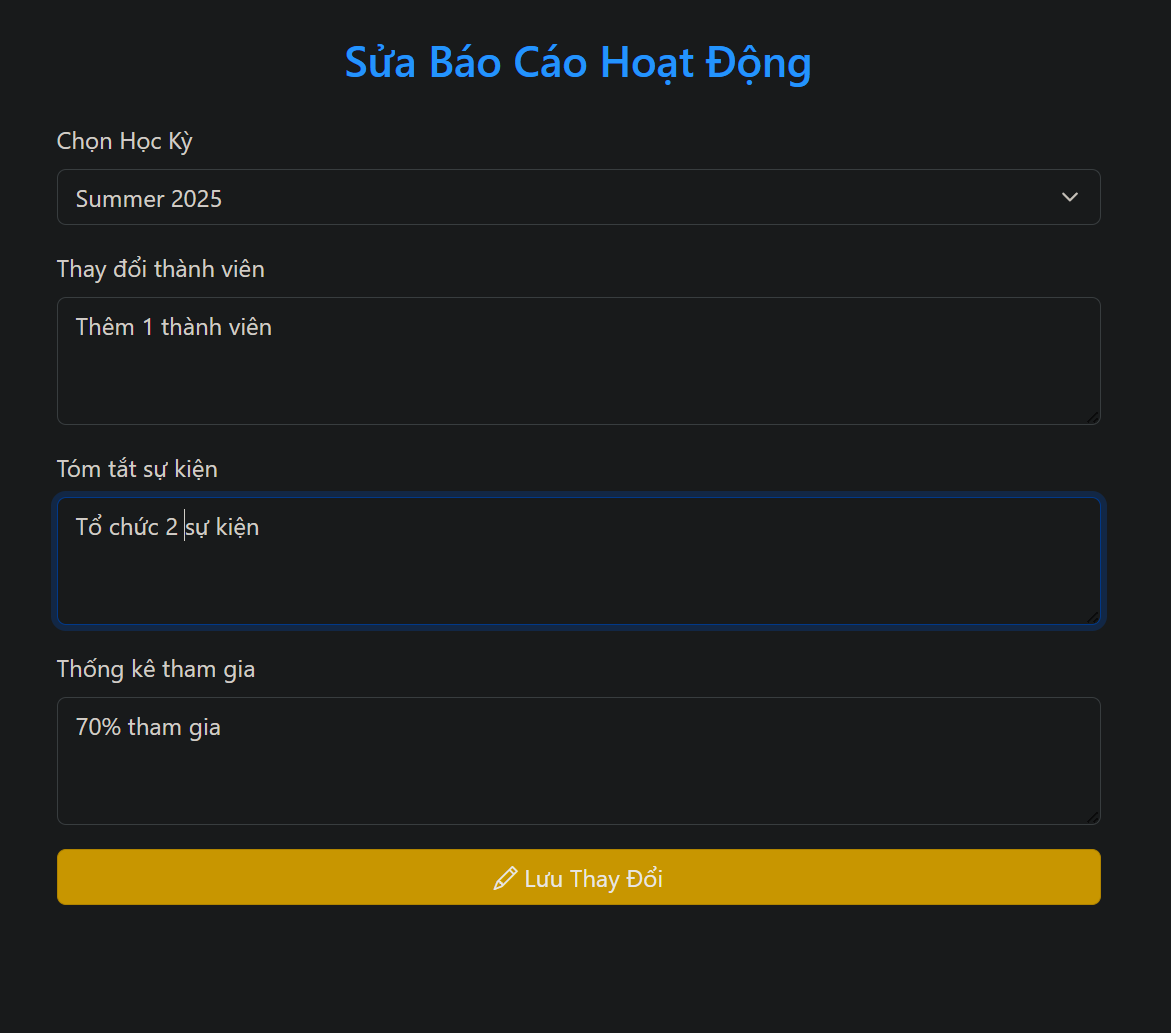 Sửa Báo Cáo Hoạt Động
Chọn Học Kỳ
Summer 2025
Thay đổi thành viên
Thêm 1 thành viên
Tóm tắt sự kiện
Tổ chức 2 sự kiện
Thống kê tham gia
70% tham gia
Lưu Thay Đổi